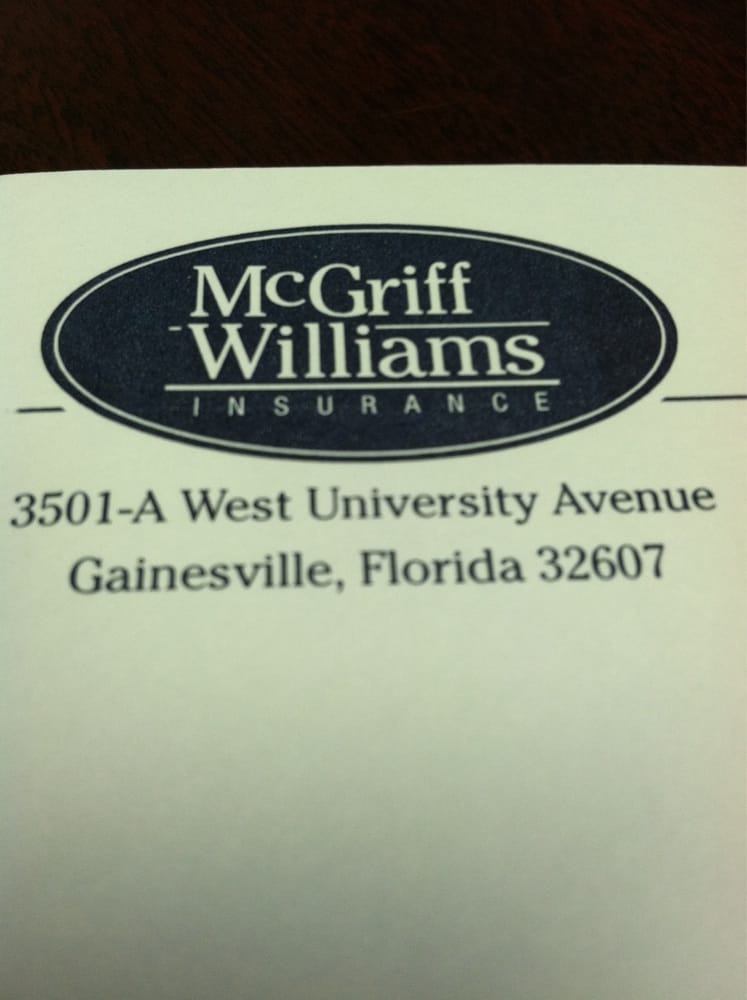 McGriff
Williams
INSURANCE
3501-A West University Avenue
Gainesville, Florida 32607